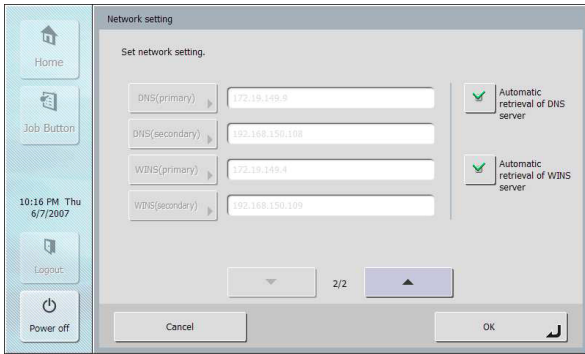 Network setting
Home
Set network setting.
DNS(primary)
172.19.149.9
Automatic
retrieval of DNS
server
Job Button
DNS(secondary)
192.168.150.108
WINS(primary)
172.19.149.4
Automatic
retrieval of WINS
server
10:16 PM Thu
6/7/2007
WINS(secondary)
192.168.150.109
Logout
2/2
Power off
Cancel
OK